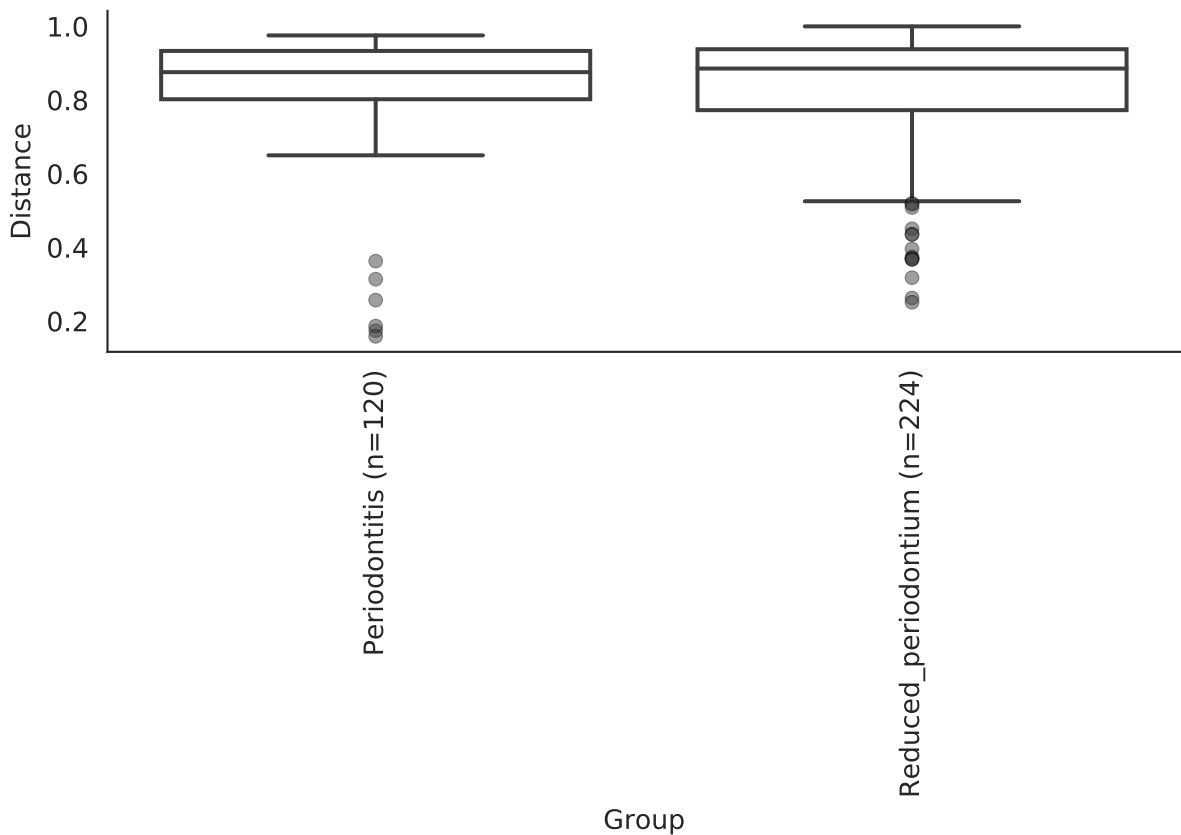 1.0
0.8
0.6
0.4
0.2
Distance
Periodontitis (n=120)
Reduced_periodontium (n=224)
Group